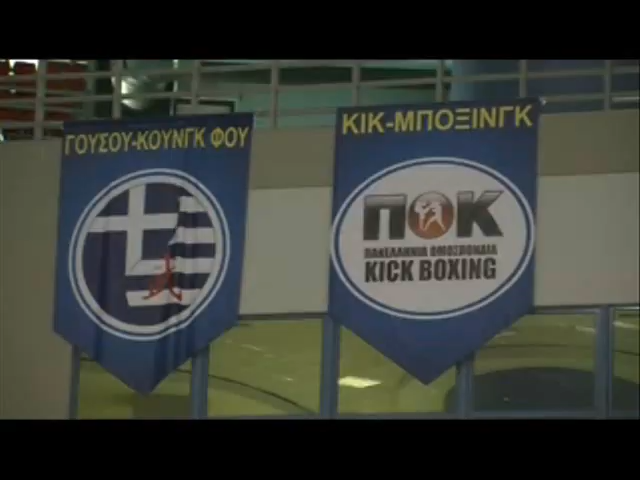 ΓΟΥΣΟΥ-ΚΟΥΝΓΚ ΦΟΥ
ΚΙΚ-ΜΠΟΞΙΝΓΚ
ΠΟΚ
ΠΑΝΕΛΛΗΝΙΑ ΟΜΟΣΠΟΝΔΙΑ
KICK BOXING